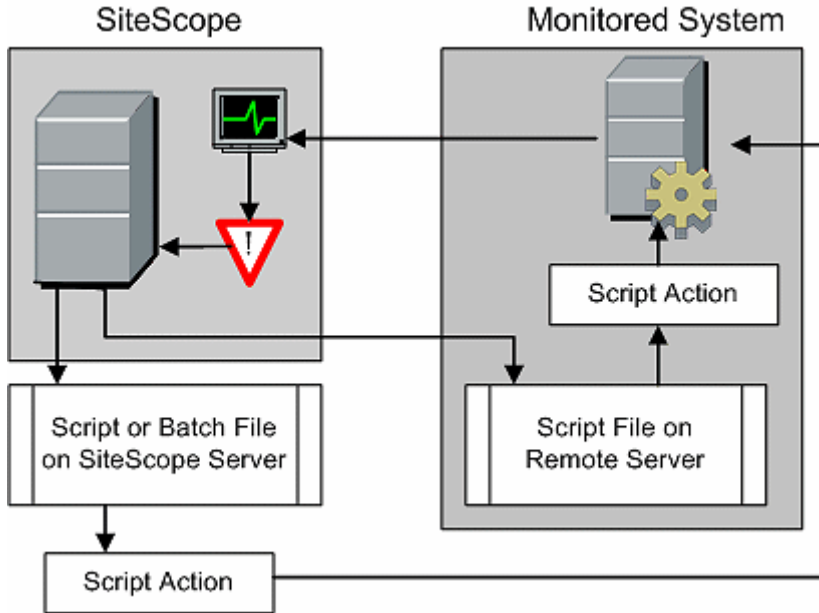 SiteScope
Monitored System
!
Script Action
Script or Batch File
on SiteScope Server
Script File on
Remote Server
Script Action